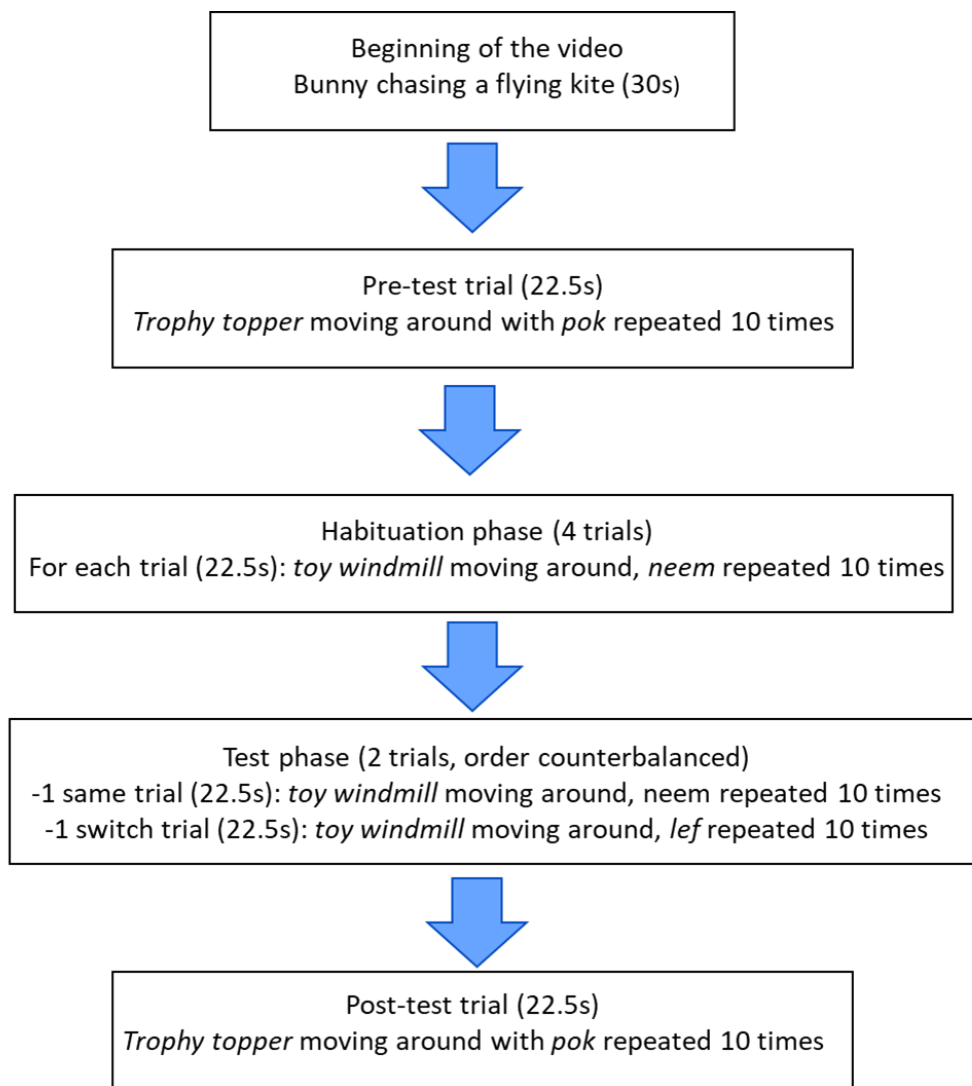 Beginning of the video
Bunny chasing a flying kite (30s)
Pre-test trial (22.5s)
Trophy topper moving around with pok repeated 10 times
Habituation phase (4 trials)
For each trial (22.5s): toy windmill moving around, neem repeated 10 times
Test phase (2 trials, order counterbalanced)
-1 same trial (22.5s): toy windmill moving around, neem repeated 10 times
-1 switch trial (22.5s): toy windmill moving around, lef repeated 10 times
Post-test trial (22.5s)
Trophy topper moving around with pok repeated 10 times